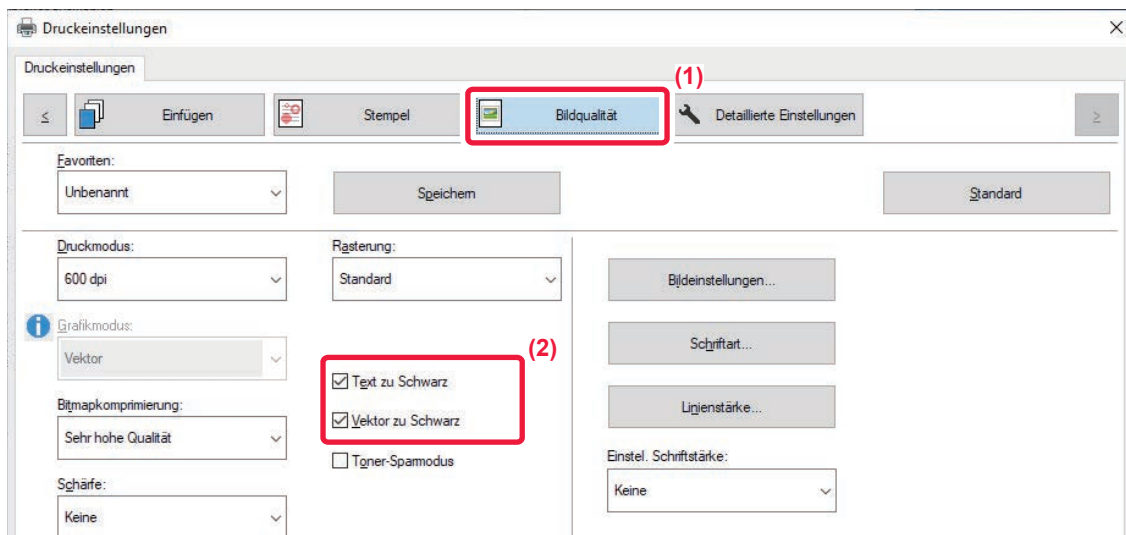 Druckeinstellungen
Druckeinstellungen
(1)
< Einfügen Stempel Bildqualität Detaillierte Einstellungen >
Favoriten:
Unbenannt Speichern Standard
Druckmodus: Rasterung:
600 dpi Standard Bildeinstellungen...
Grafikmodus:
Vektor Schriftart...
(2)
Text zu Schwarz
Bitmapkomprimierung: Vektor zu Schwarz Linienstärke...
Sehr hohe Qualität
Toner-Sparmodus Einstel. Schriftstärke:
Schärfe:
Keine Keine